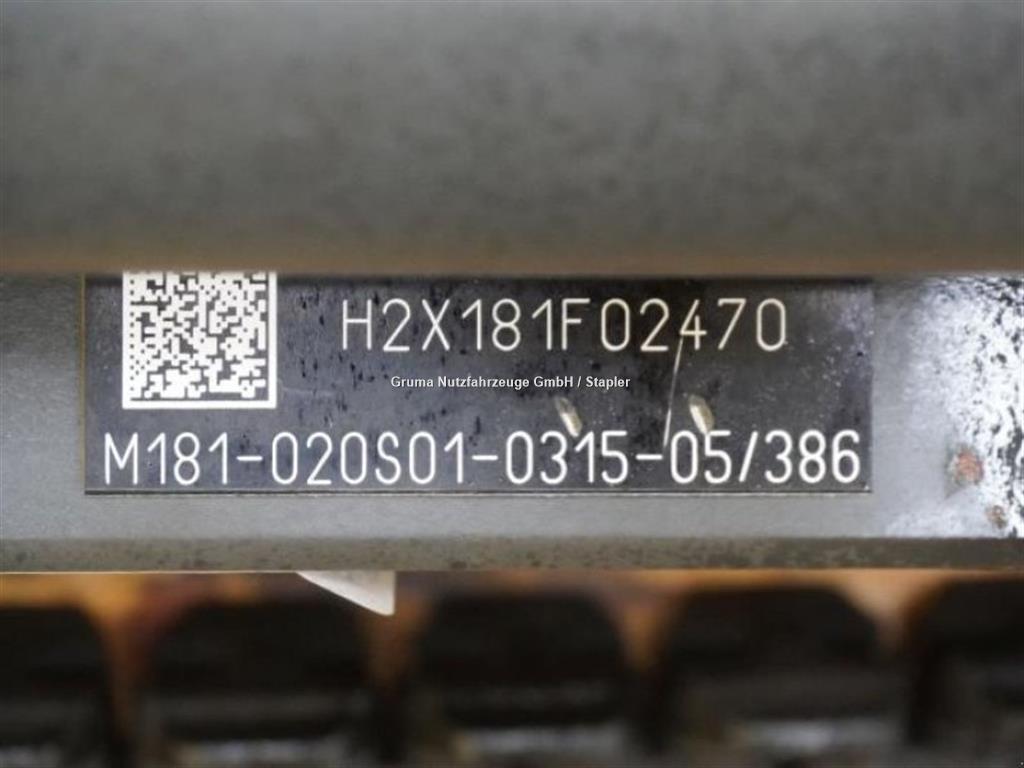 H2X181F02470
Gruma Nutzfahrzeuge GmbH / Stapler
M181-020S01-0315-05/386